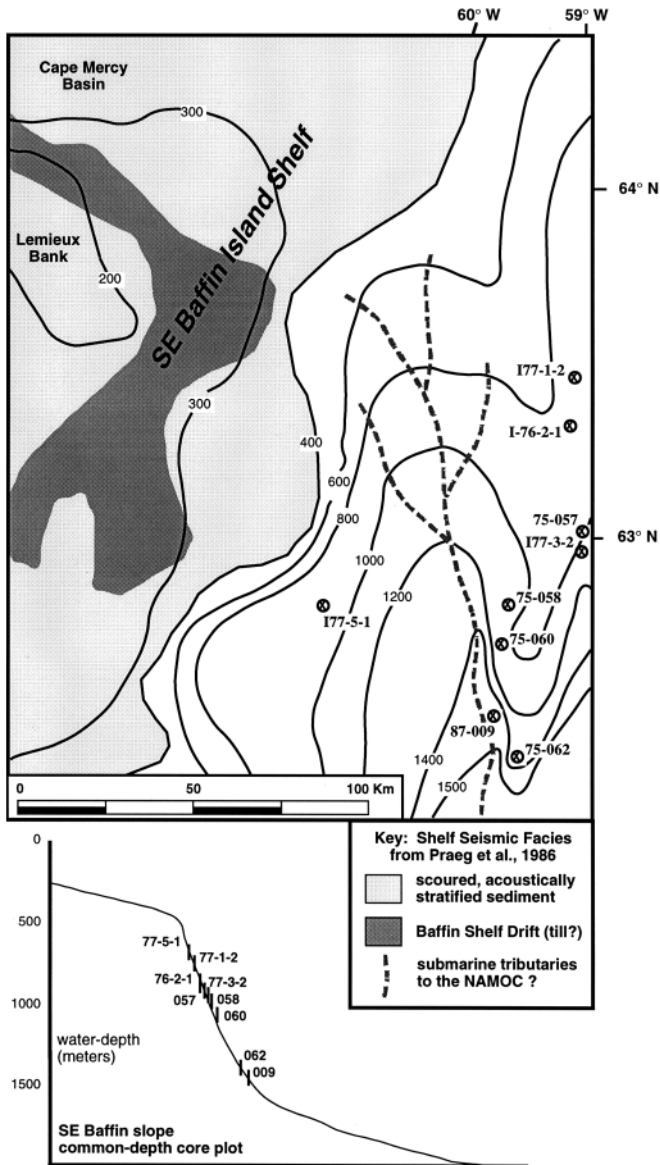 60° W
59° W
Cape Mercy
Basin
300
SE Baffin Island Shelf
64° N
Lemieux
Bank
200
I77-1-2
300
400
I-76-2-1
600
800
75-057
I77-3-2
63° N
1000
1200
75-058
I77-5-1
75-060
87-009
75-062
1400
1500
0
100 Km
Key: Shelf Seismic Facies
from Praeg et al., 1986
scoured, acoustically
stratified sediment
Baffin Shelf Drift (till?)
submarine tributaries
to the NAMOC ?
0
500
77-5-1
77-1-2
76-2-1
77-3-2
057
058
1000
060
water-depth
(meters)
062
009
1500
SE Baffin slope
common-depth core plot